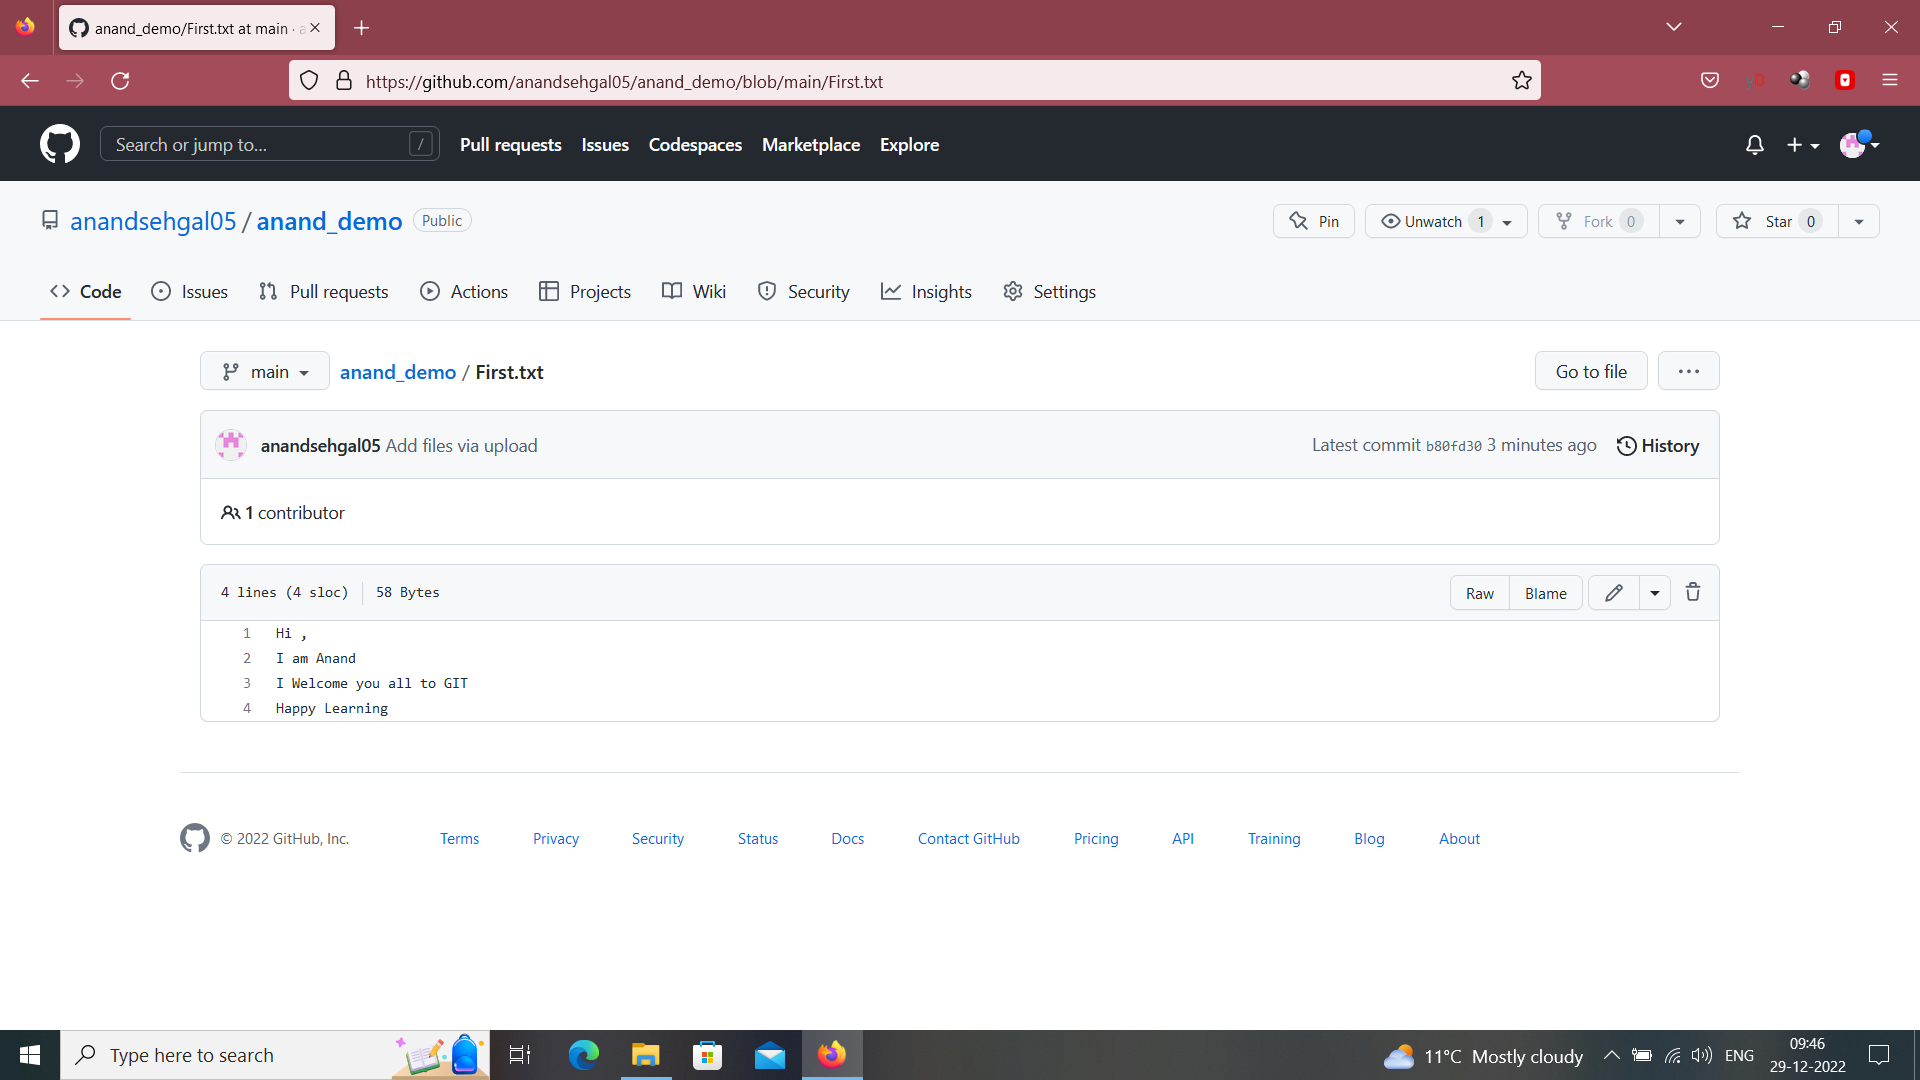 anand_demo/First.txt at main · a
https://github.com/anandsehgal05/anand_demo/blob/main/First.txt
Search or jump to... /
Pull requests Issues Codespaces Marketplace Explore
anandsehgal05 / anand_demo Public
Pin Unwatch 1 Fork 0 Star 0
Code Issues Pull requests Actions Projects Wiki Security Insights Settings
main anand_demo / First.txt Go to file
anandsehgal05 Add files via upload Latest commit b80fd30 3 minutes ago History
1 contributor
4 lines (4 sloc) 58 Bytes Raw Blame
1 Hi ,
2 I am Anand
3 I Welcome you all to GIT
4 Happy Learning
© 2022 GitHub, Inc. Terms Privacy Security Status Docs Contact GitHub Pricing API Training Blog About
Type here to search 11°C Mostly cloudy ENG 09:46
29-12-2022